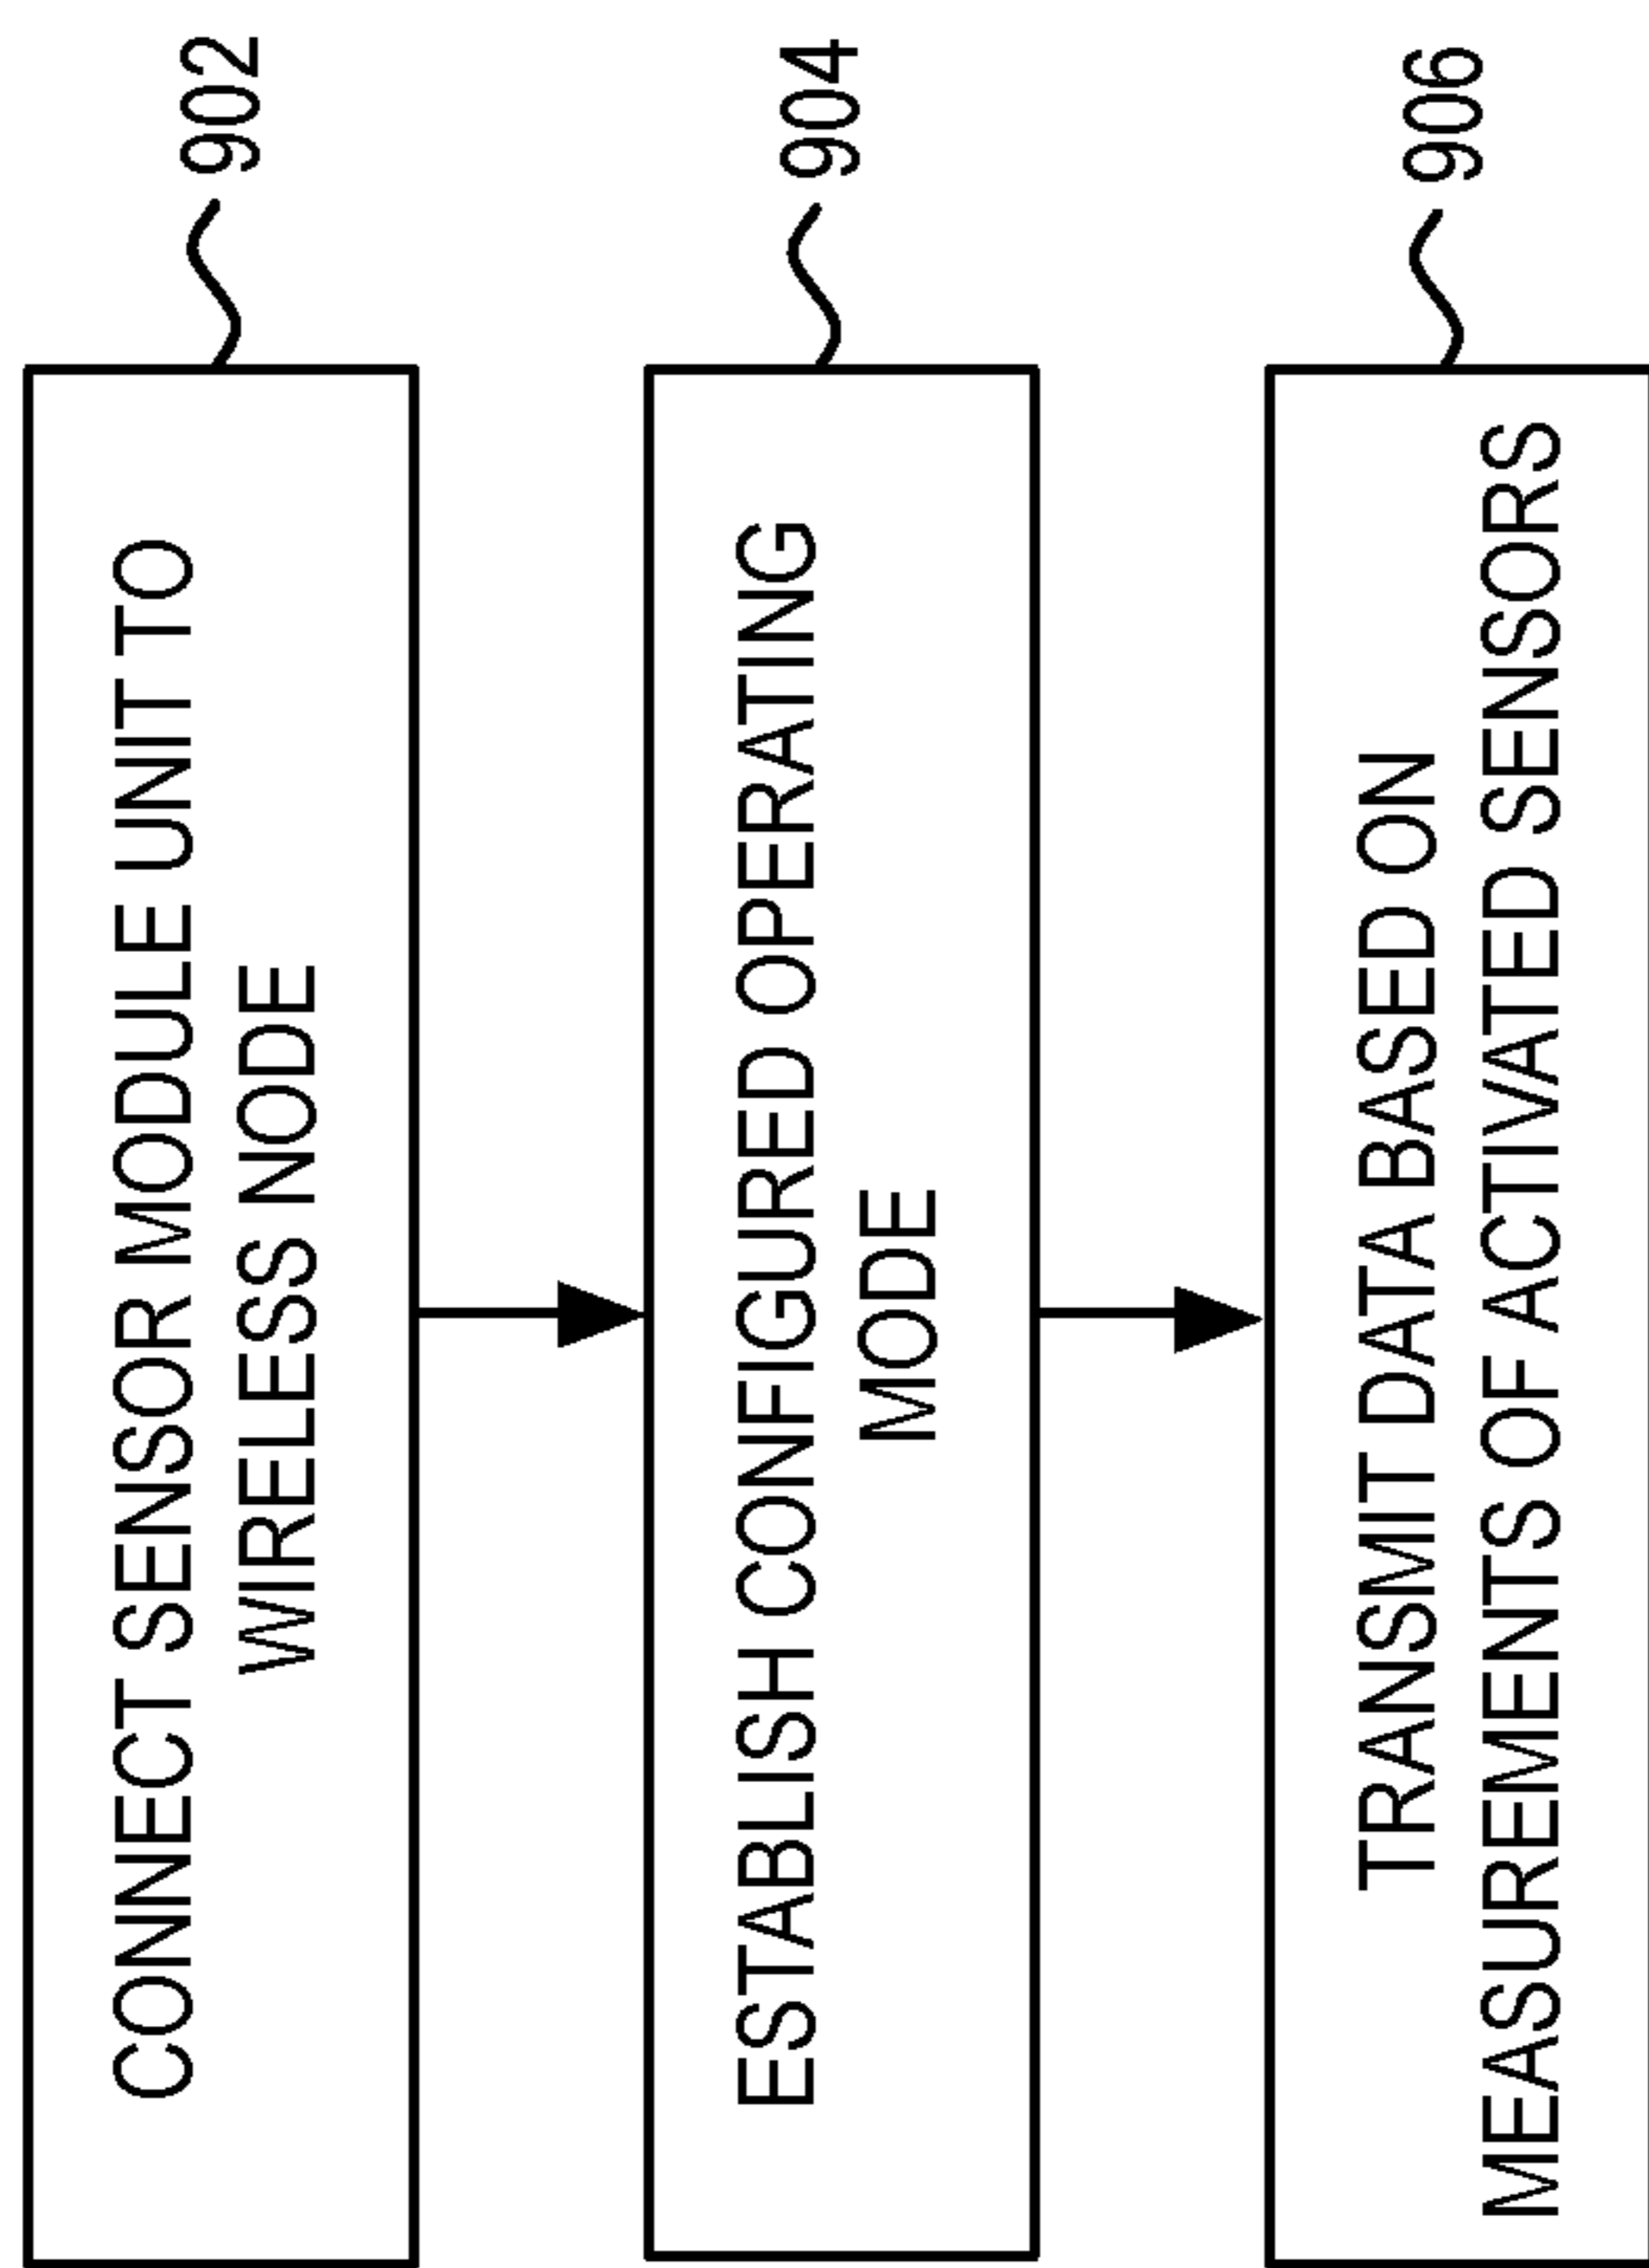 CONNECT SENSOR MODULE UNIT TO
WIRELESS NODE
902
ESTABLISH CONFIGURED OPERATING
MODE
904
TRANSMIT DATA BASED ON
MEASUREMENTS OF ACTIVATED SENSORS
906